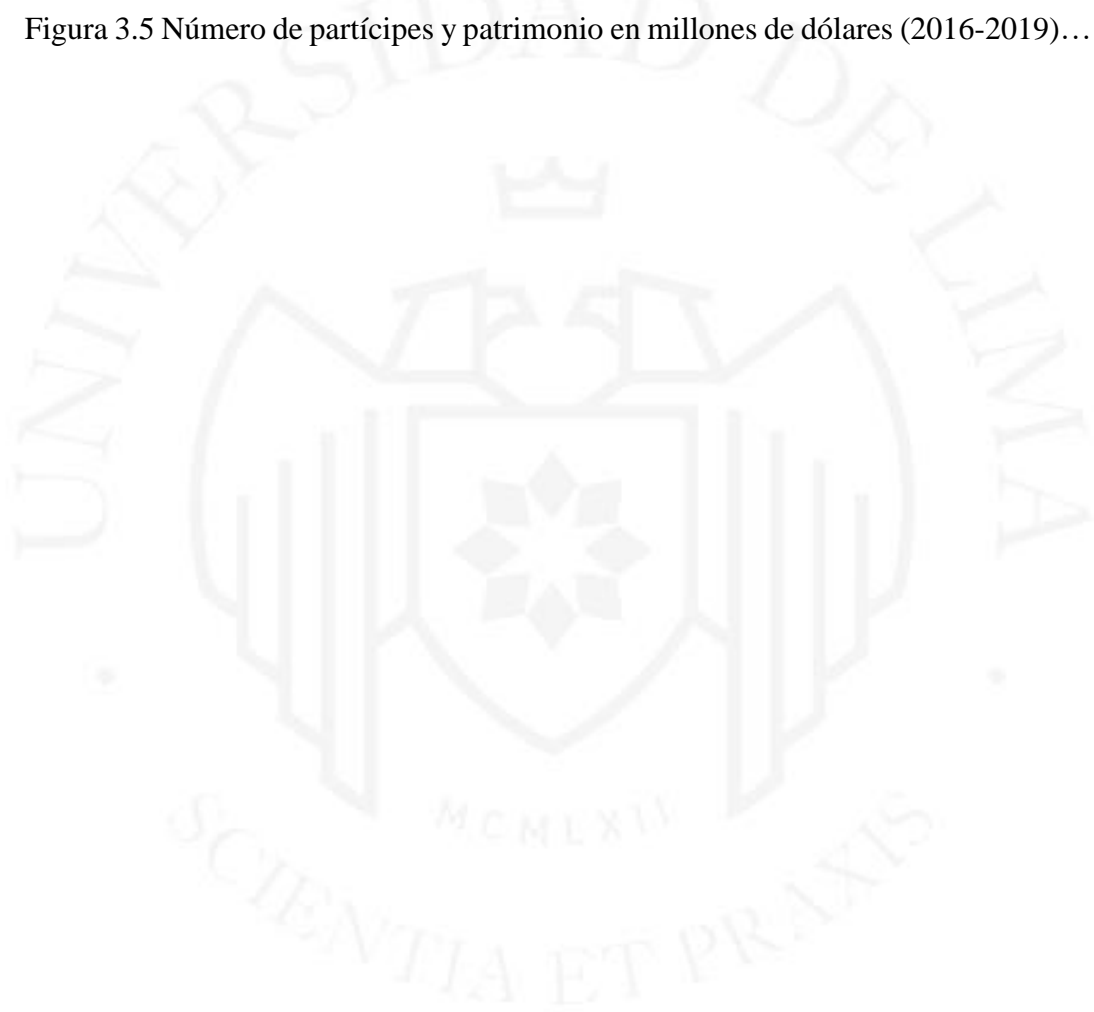 Figura 3.5 Número de partícipes y patrimonio en millones de dólares (2016-2019)…
UNIVERSIDAD DE LIMA
MCMLXII
SCIENTIA ET PRAXIS